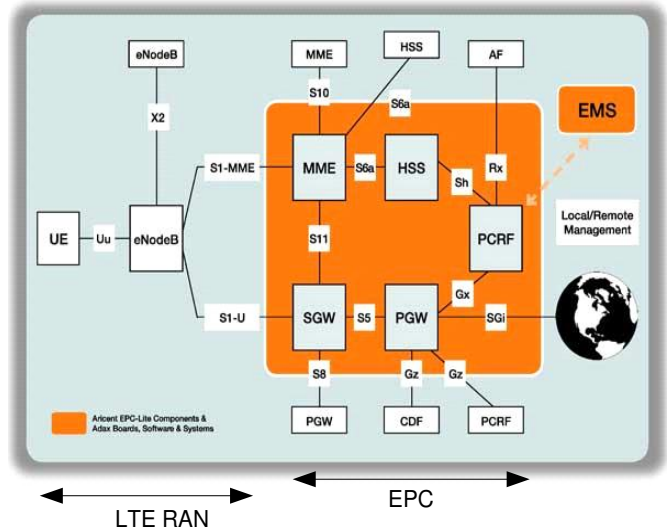 eNodeB
MME
HSS
AF
EMS
X2
S10
S6a
S1-MME
MME
S6a
HSS
Sh
Rx
UE
Uu
eNodeB
S11
PCRF
Local/Remote
Management
Gx
S1-U
SGW
S5
PGW
SGi
S8
Gz
Gz
Aricent EPC-Lite Components &
Adax Boards, Software & Systems
PGW
CDF
PCRF
LTE RAN
EPC